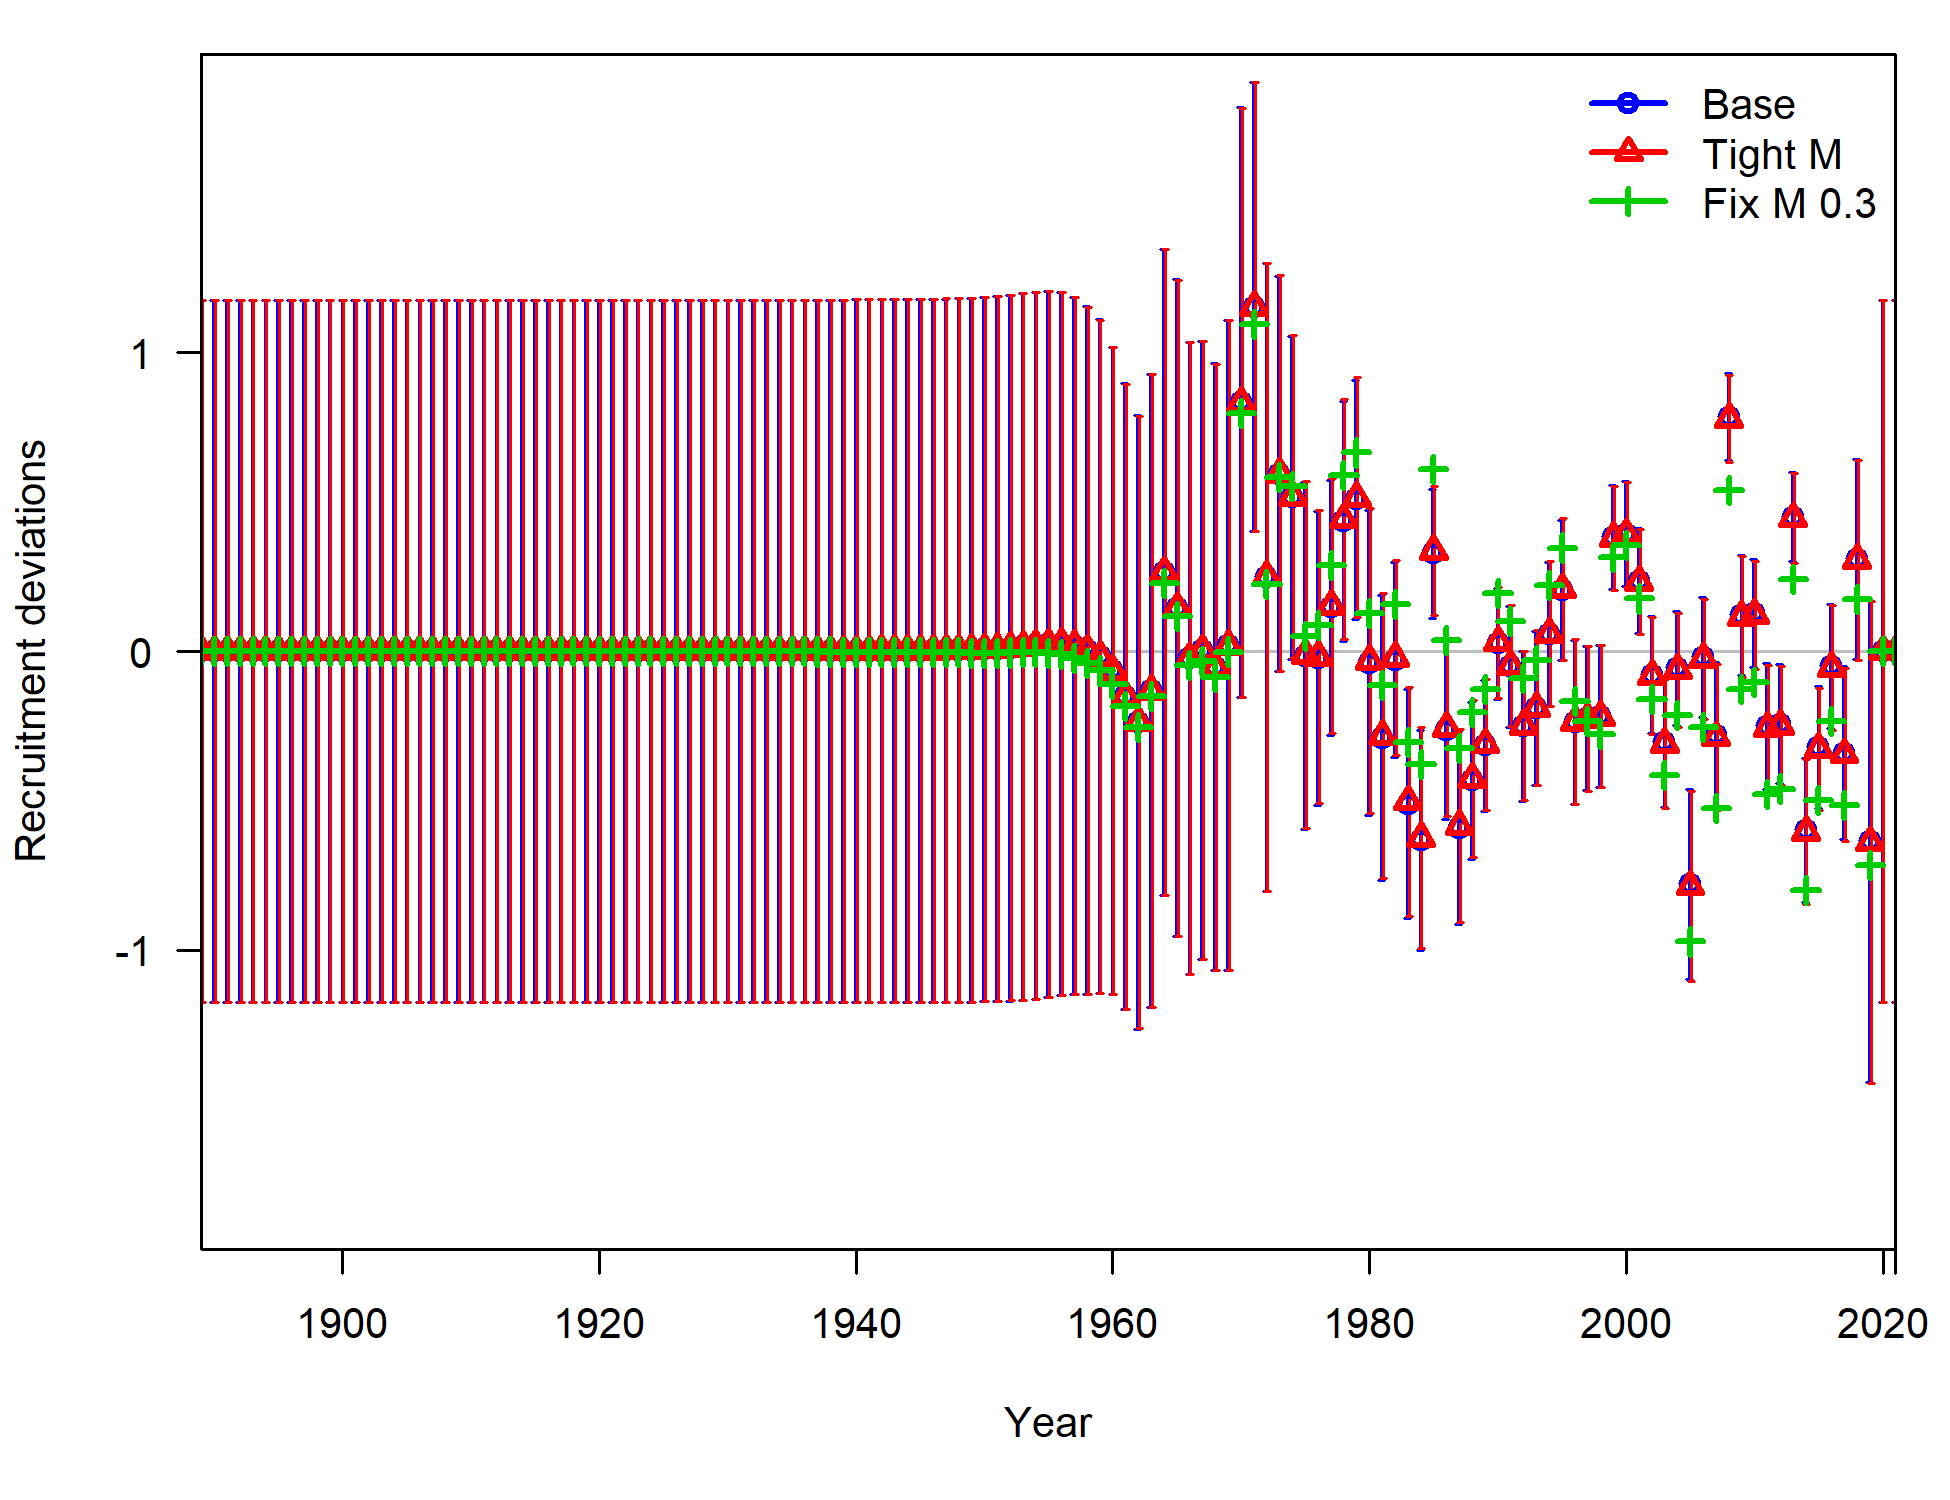 Base
Tight M
Fix M 0.3
Recruitment deviations
1
0
-1
1900 1920 1940 1960 1980 2000 2020
Year